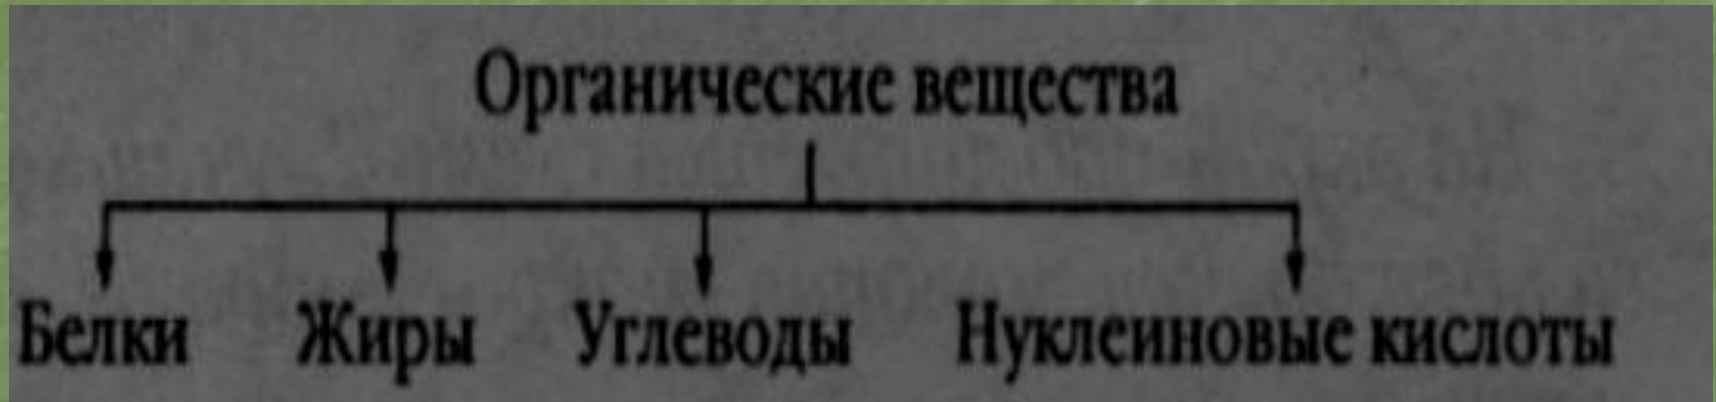 Органические вещества
Белки Жиры Углеводы Нуклеиновые кислоты